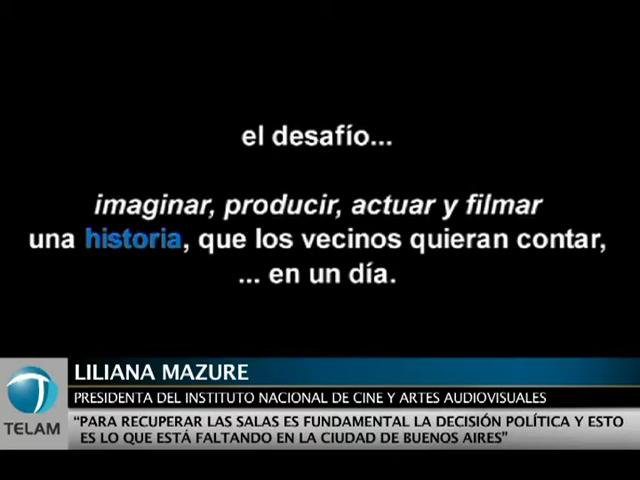 el desafío...
imaginar, producir, actuar y filmar
una historia, que los vecinos quieran contar,
... en un día.
LILIANA MAZURE
PRESIDENTA DEL INSTITUTO NACIONAL DE CINE Y ARTES AUDIOVISUALES
TELAM
"PARA RECUPERAR LAS SALAS ES FUNDAMENTAL LA DECISIÓN POLÍTICA Y ESTO
ES LO QUE ESTÁ FALTANDO EN LA CIUDAD DE BUENOS AIRES"